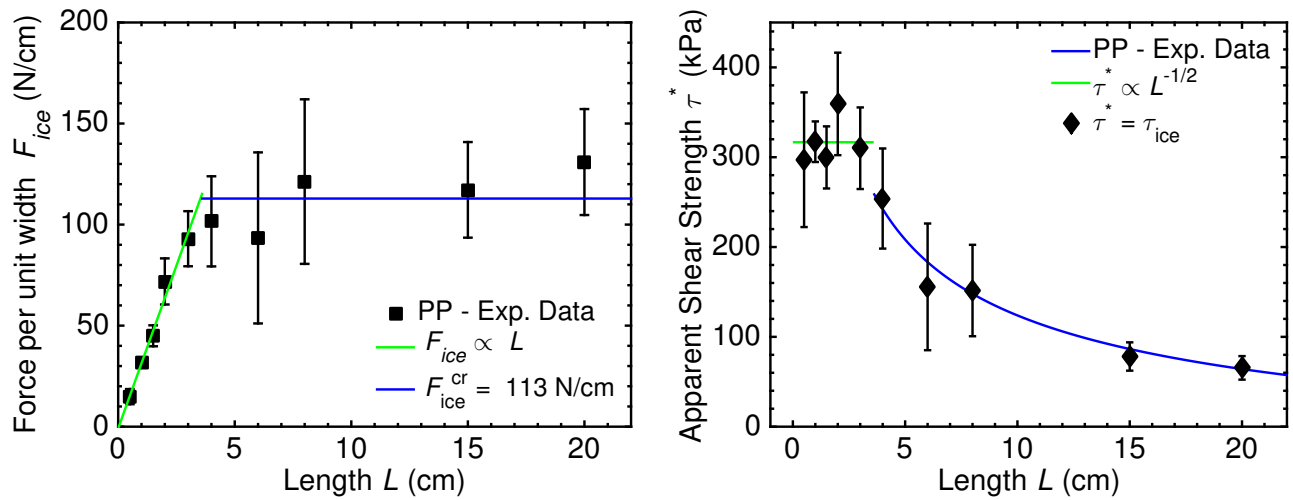 Force per unit width F_ice (N/cm)
200
150
100
50
0
PP - Exp. Data
F_ice ∝ L
F_ice^cr = 113 N/cm
0 5 10 15 20
Length L (cm)
Apparent Shear Strength τ* (kPa)
400
300
200
100
0
PP - Exp. Data
τ* ∝ L^-1/2
τ* = τ_ice
0 5 10 15 20
Length L (cm)